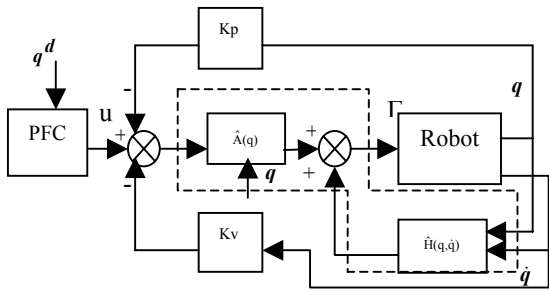 Kp
q d
q
-
PFC
u
+
Â(q)
+
Γ
Robot
q
+
-
Kv
Ĥ(q,q̇)
q̇